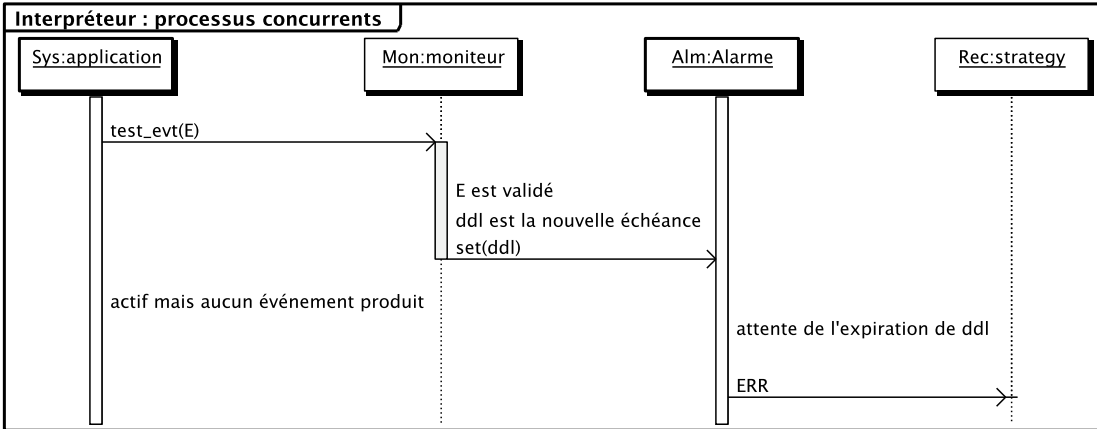 Interpréteur : processus concurrents
Sys:application
Mon:moniteur
Alm:Alarme
Rec:strategy
test_evt(E)
E est validé
ddl est la nouvelle échéance
set(ddl)
actif mais aucun événement produit
attente de l'expiration de ddl
ERR